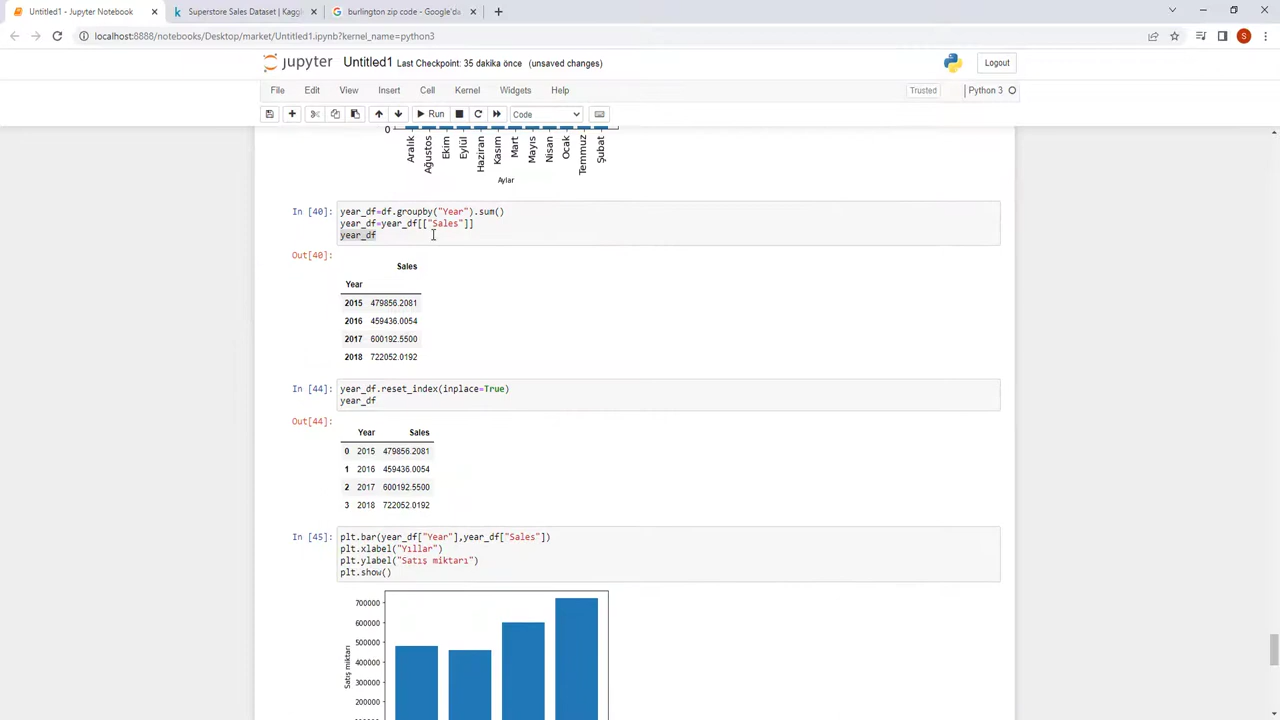 Untitled1 - Jupyter Notebook
Superstore Sales Dataset | Kaggl
burlington zip code - Google'da
localhost:8888/notebooks/Desktop/market/Untitled1.ipynb?kernel_name=python3
S
jupyter Untitled1 Last Checkpoint: 35 dakika önce (unsaved changes)
Logout
File Edit View Insert Cell Kernel Widgets Help
Trusted
Python 3
Run
Code
0
Aralık
Ağustos
Ekim
Eylül
Haziran
Kasım
Mart
Mayıs
Nisan
Ocak
Temmuz
Şubat
Aylar
In [40]: year_df=df.groupby("Year").sum()
year_df=year_df[["Sales"]]
year_df
Out[40]:
Sales
Year
2015 479856.2081
2016 459436.0054
2017 600192.5500
2018 722052.0192
In [44]: year_df.reset_index(inplace=True)
year_df
Out[44]:
Year Sales
0 2015 479856.2081
1 2016 459436.0054
2 2017 600192.5500
3 2018 722052.0192
In [45]: plt.bar(year_df["Year"],year_df["Sales"])
plt.xlabel("Yıllar")
plt.ylabel("Satış miktarı")
plt.show()
700000
600000
500000
400000
300000
200000
Satış miktarı